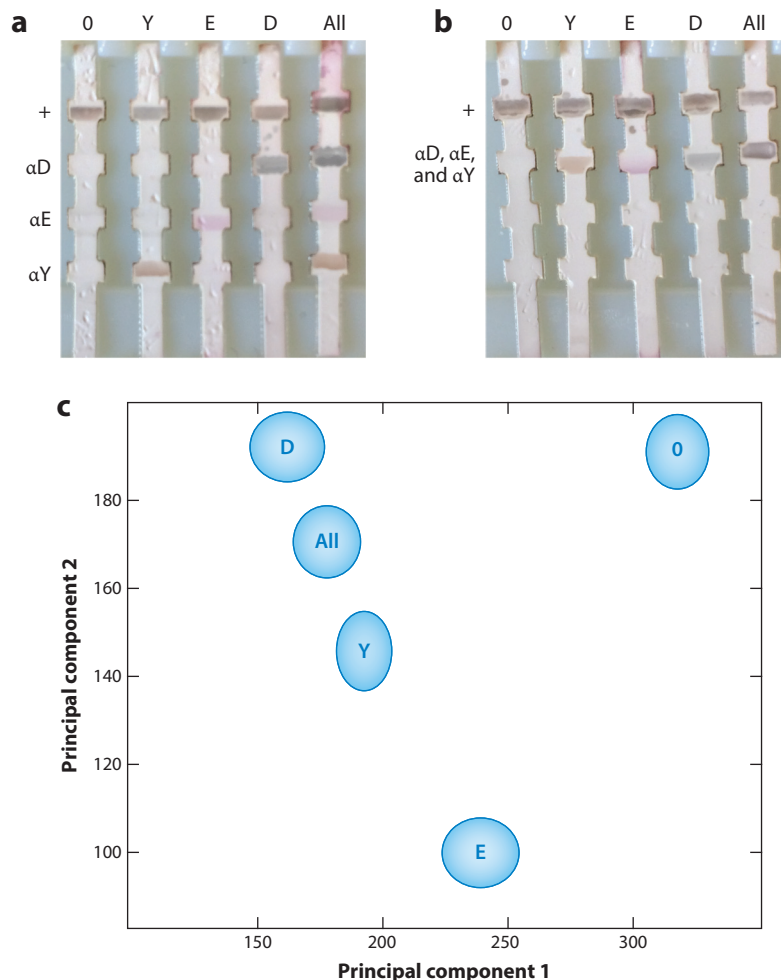 a
0 Y E D All
+
αD
αE
αY
b
0 Y E D All
+
αD, αE,
and αY
c
Principal component 2
180
160
140
120
100
D
0
All
Y
E
150 200 250 300
Principal component 1